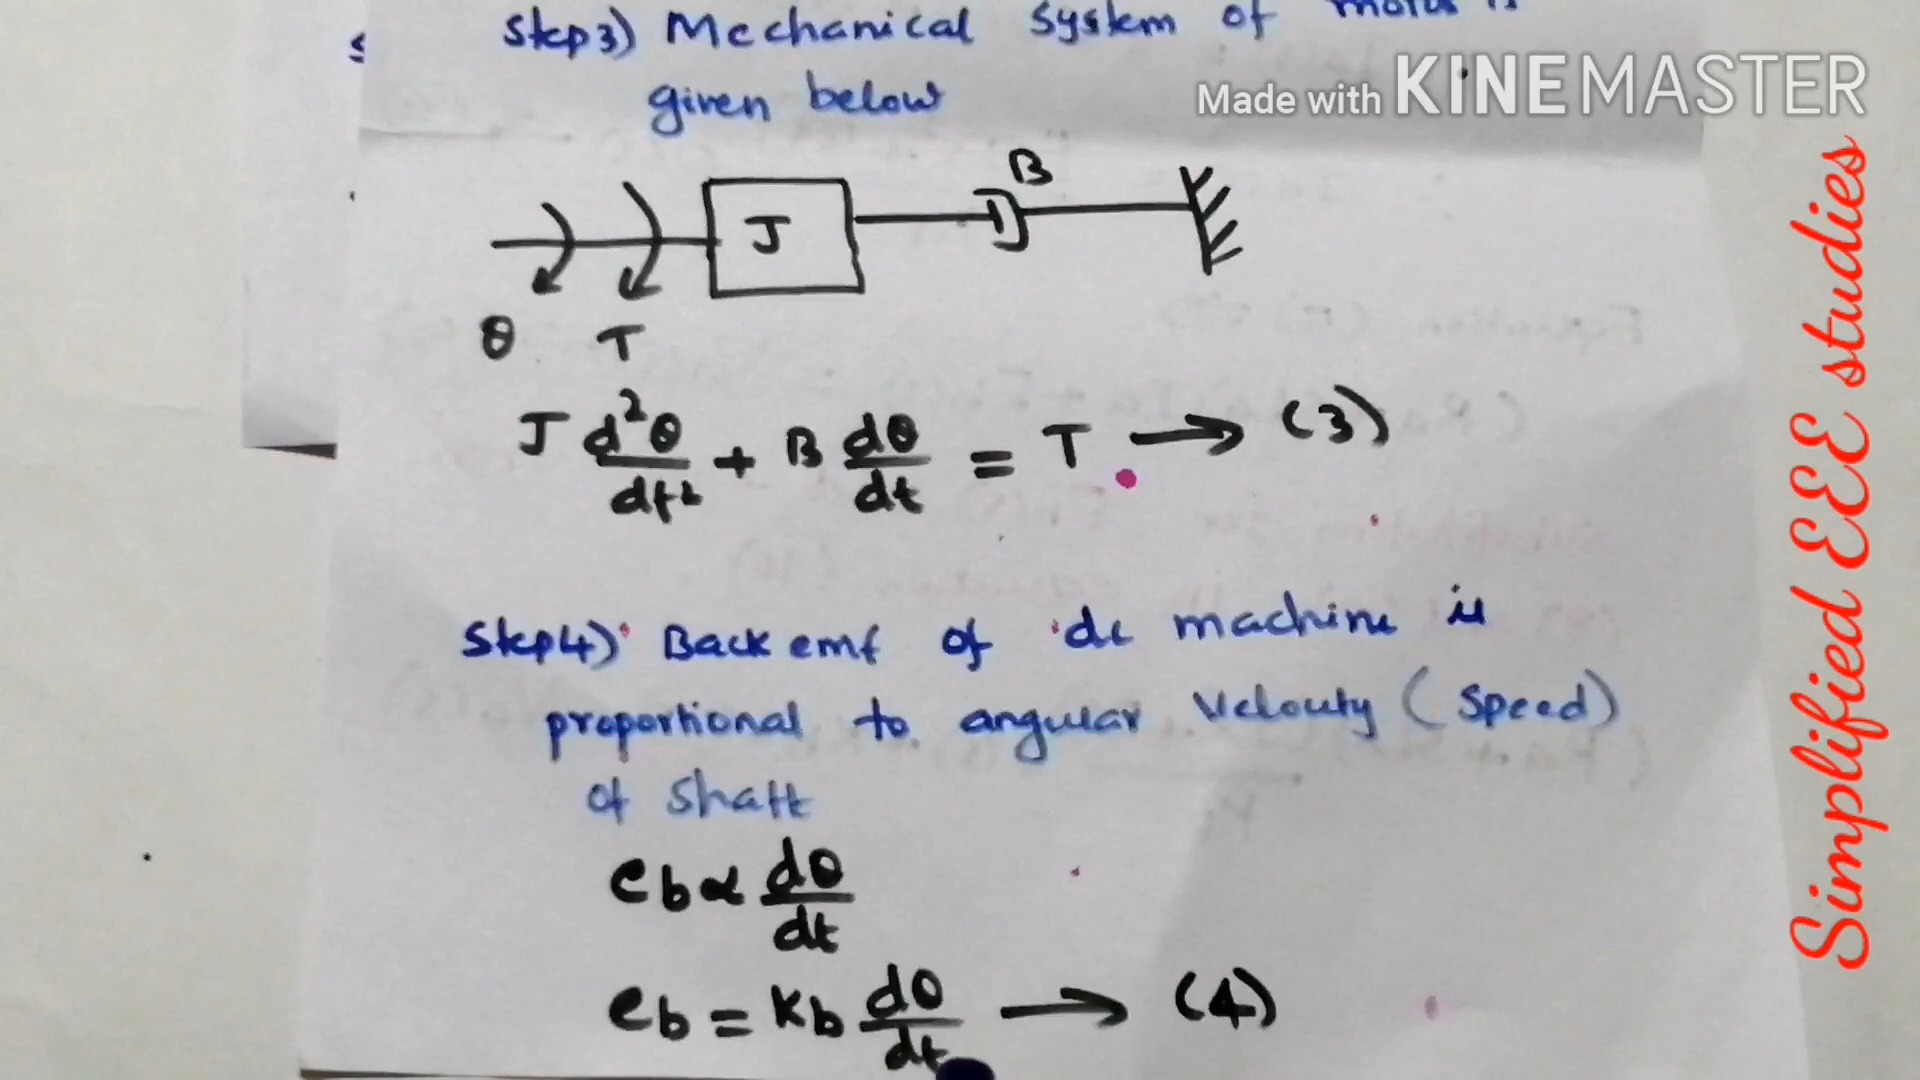 Step3) Mechanical System of motor is
given below
Made with KINEMASTER
B
J
θ T
J d²θ/dt² + B dθ/dt = T → (3)
Step4) Back emf of dc machine is
proportional to angular velocity (Speed)
of shaft
eb ∝ dθ/dt
eb = Kb dθ/dt → (4)
Simplified EEE studies